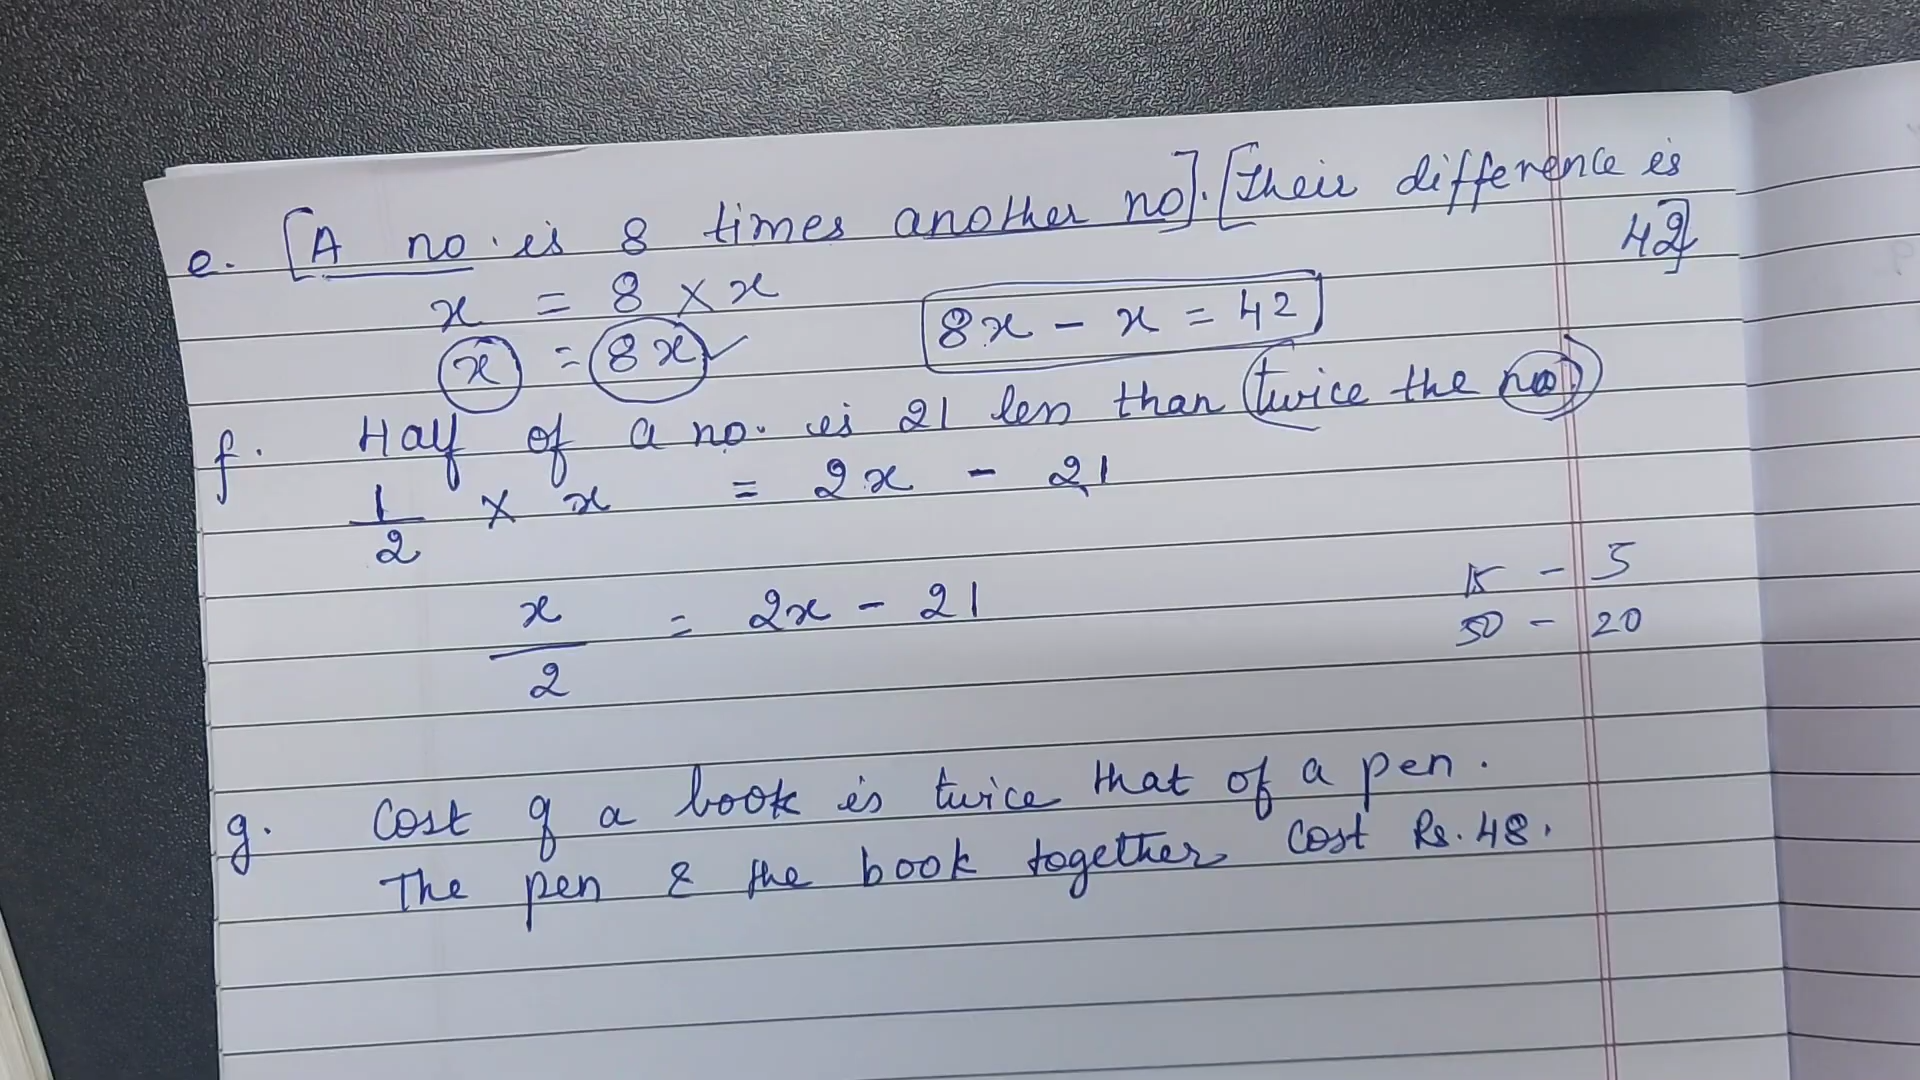 e. [A no. is 8 times another no]. [Their difference is
42]
x = 8 × x
x = 8x ✓
8x - x = 42
f. Half of a no. is 21 less than (twice the no.)
1/2 × x = 2x - 21
x/2 = 2x - 21
15 - 5
50 - 20
g. Cost of a book is twice that of a pen.
The pen & the book together cost Rs. 48.